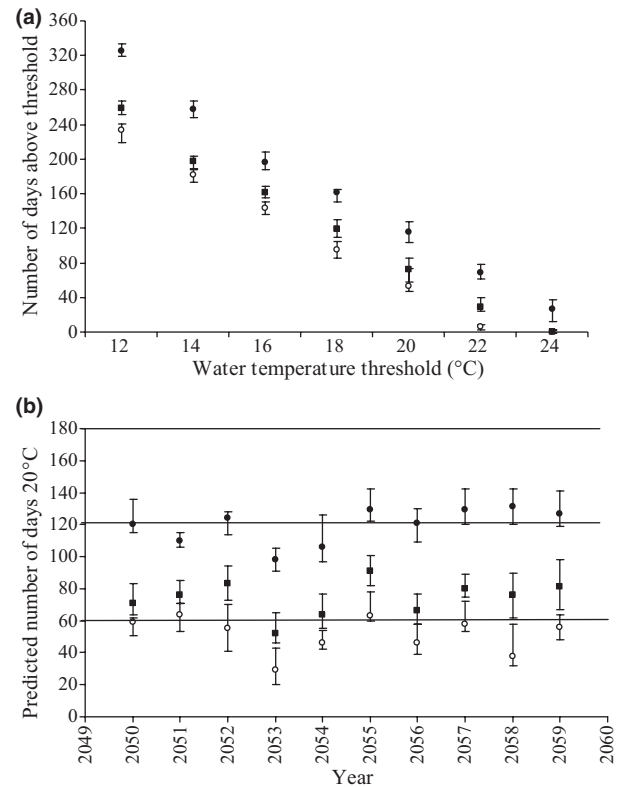 (a)
Number of days above threshold
360
320
280
240
200
160
120
80
40
0
12 14 16 18 20 22 24
Water temperature threshold (°C)
(b)
Predicted number of days 20°C
180
160
140
120
100
80
60
40
20
0
2049 2050 2051 2052 2053 2054 2055 2056 2057 2058 2059 2060
Year